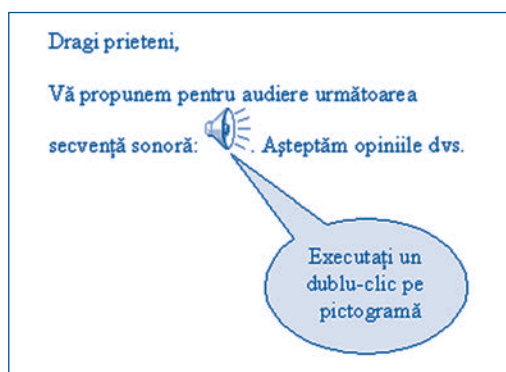 Dragi prieteni,
Vă propunem pentru audiere următoarea
secvență sonoră: . Așteptăm opiniile dvs.
Executați un
dublu-clic pe
pictogramă